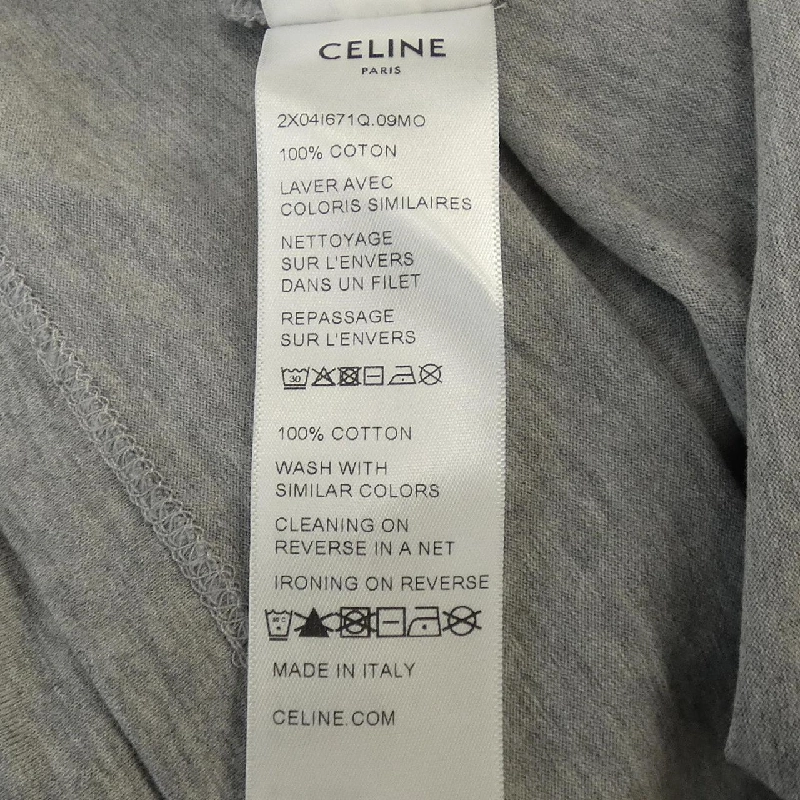 CELINE
PARIS
2X04I671Q.09MO
100% COTON
LAVER AVEC
COLORIS SIMILAIRES
NETTOYAGE
SUR L'ENVERS
DANS UN FILET
REPASSAGE
SUR L'ENVERS
30
100% COTTON
WASH WITH
SIMILAR COLORS
CLEANING ON
REVERSE IN A NET
IRONING ON REVERSE
MADE IN ITALY
CELINE.COM